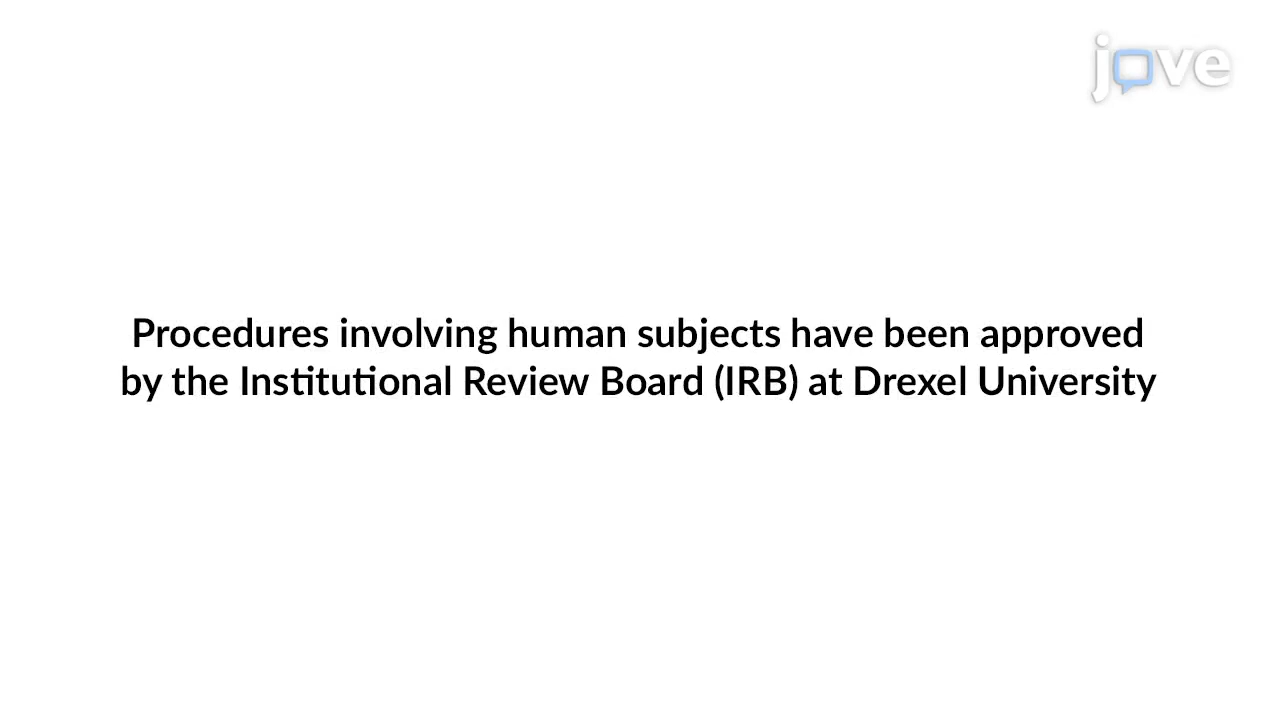 jove
Procedures involving human subjects have been approved
by the Institutional Review Board (IRB) at Drexel University